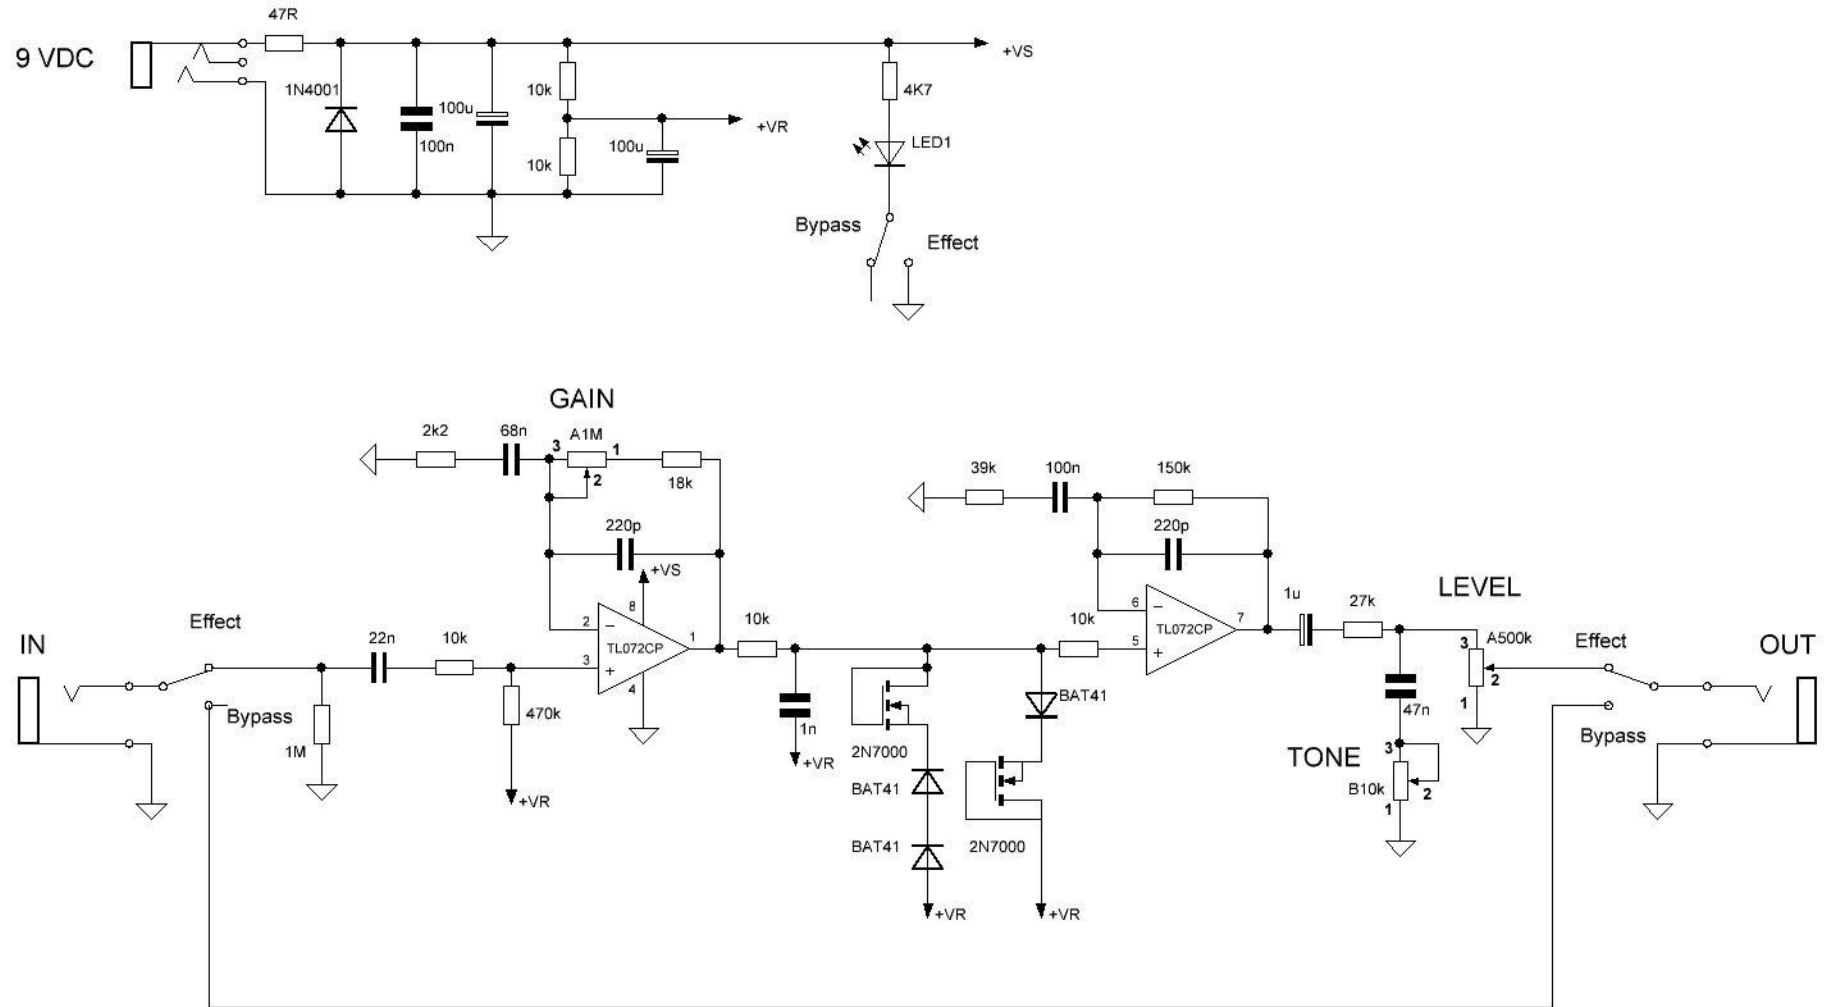 47R
9 VDC
+VS
1N4001
100u
100n
10k
10k
+VR
100u
4K7
LED1
Bypass
Effect
GAIN
2k2
68n
3
A1M
1
2
18k
220p
+VS
8
2
−
TL072CP
1
3
+
4
IN
Effect
22n
10k
Bypass
1M
470k
+VR
10k
1n
+VR
2N7000
BAT41
BAT41
+VR
BAT41
2N7000
+VR
39k
100n
150k
220p
10k
6
−
TL072CP
7
5
+
1u
27k
LEVEL
3
A500k
2
1
47n
TONE
3
B10k
2
1
Effect
OUT
Bypass